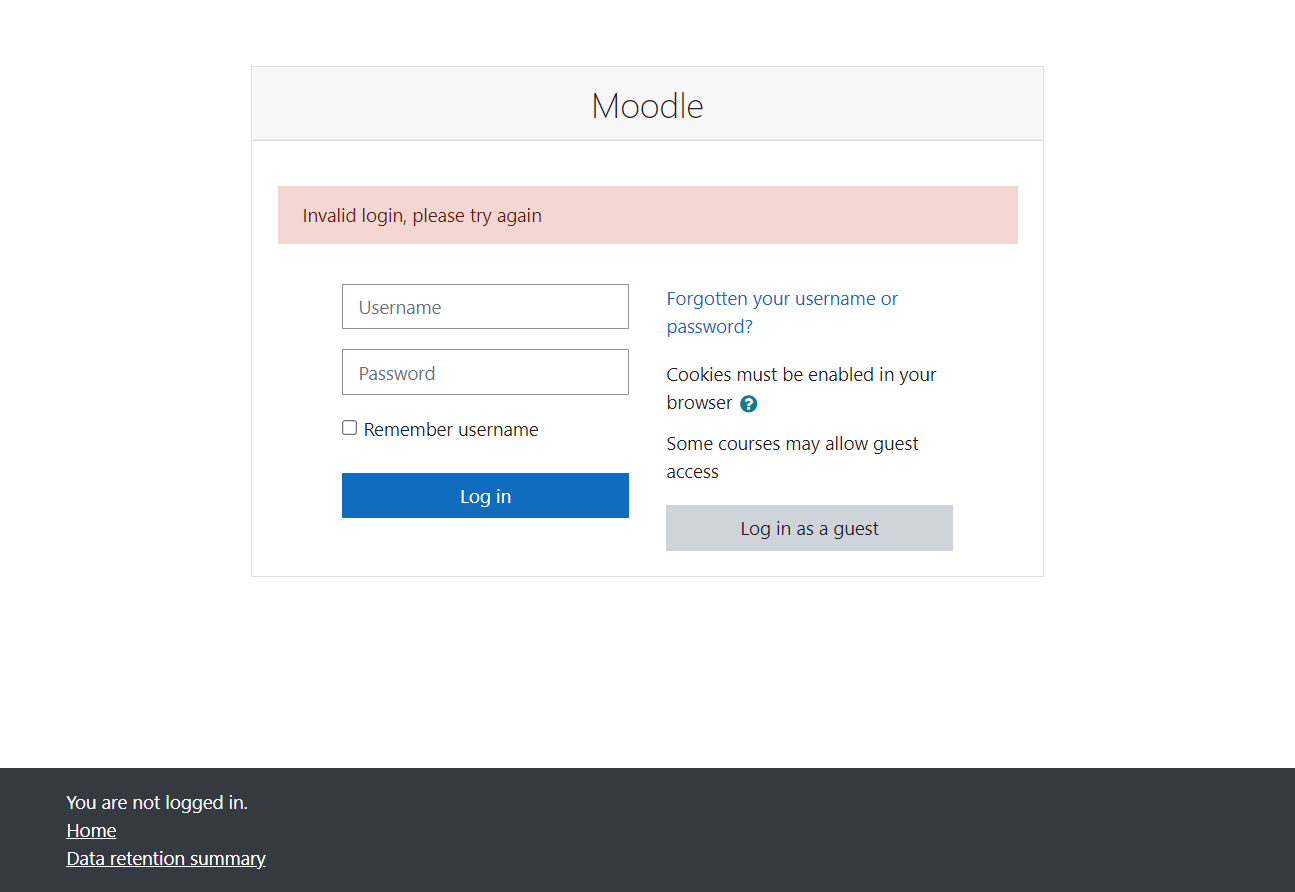 Moodle
Invalid login, please try again
Username
Password
Remember username
Log in
Forgotten your username or
password?
Cookies must be enabled in your
browser ?
Some courses may allow guest
access
Log in as a guest
You are not logged in.
Home
Data retention summary